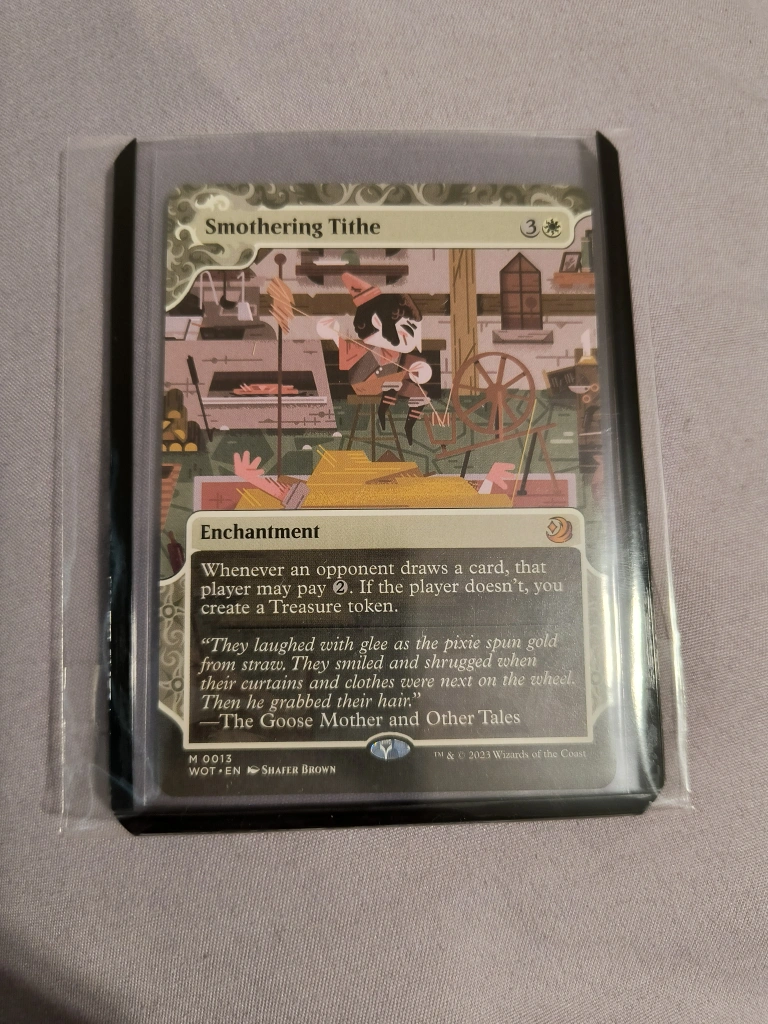 Smothering Tithe 3
Enchantment
Whenever an opponent draws a card, that
player may pay 2. If the player doesn't, you
create a Treasure token.
"They laughed with glee as the pixie spun gold
from straw. They smiled and shrugged when
their curtains and clothes were next on the wheel.
Then he grabbed their hair."
—The Goose Mother and Other Tales
M 0013
WOT • EN Shafer Brown
™ & © 2023 Wizards of the Coast